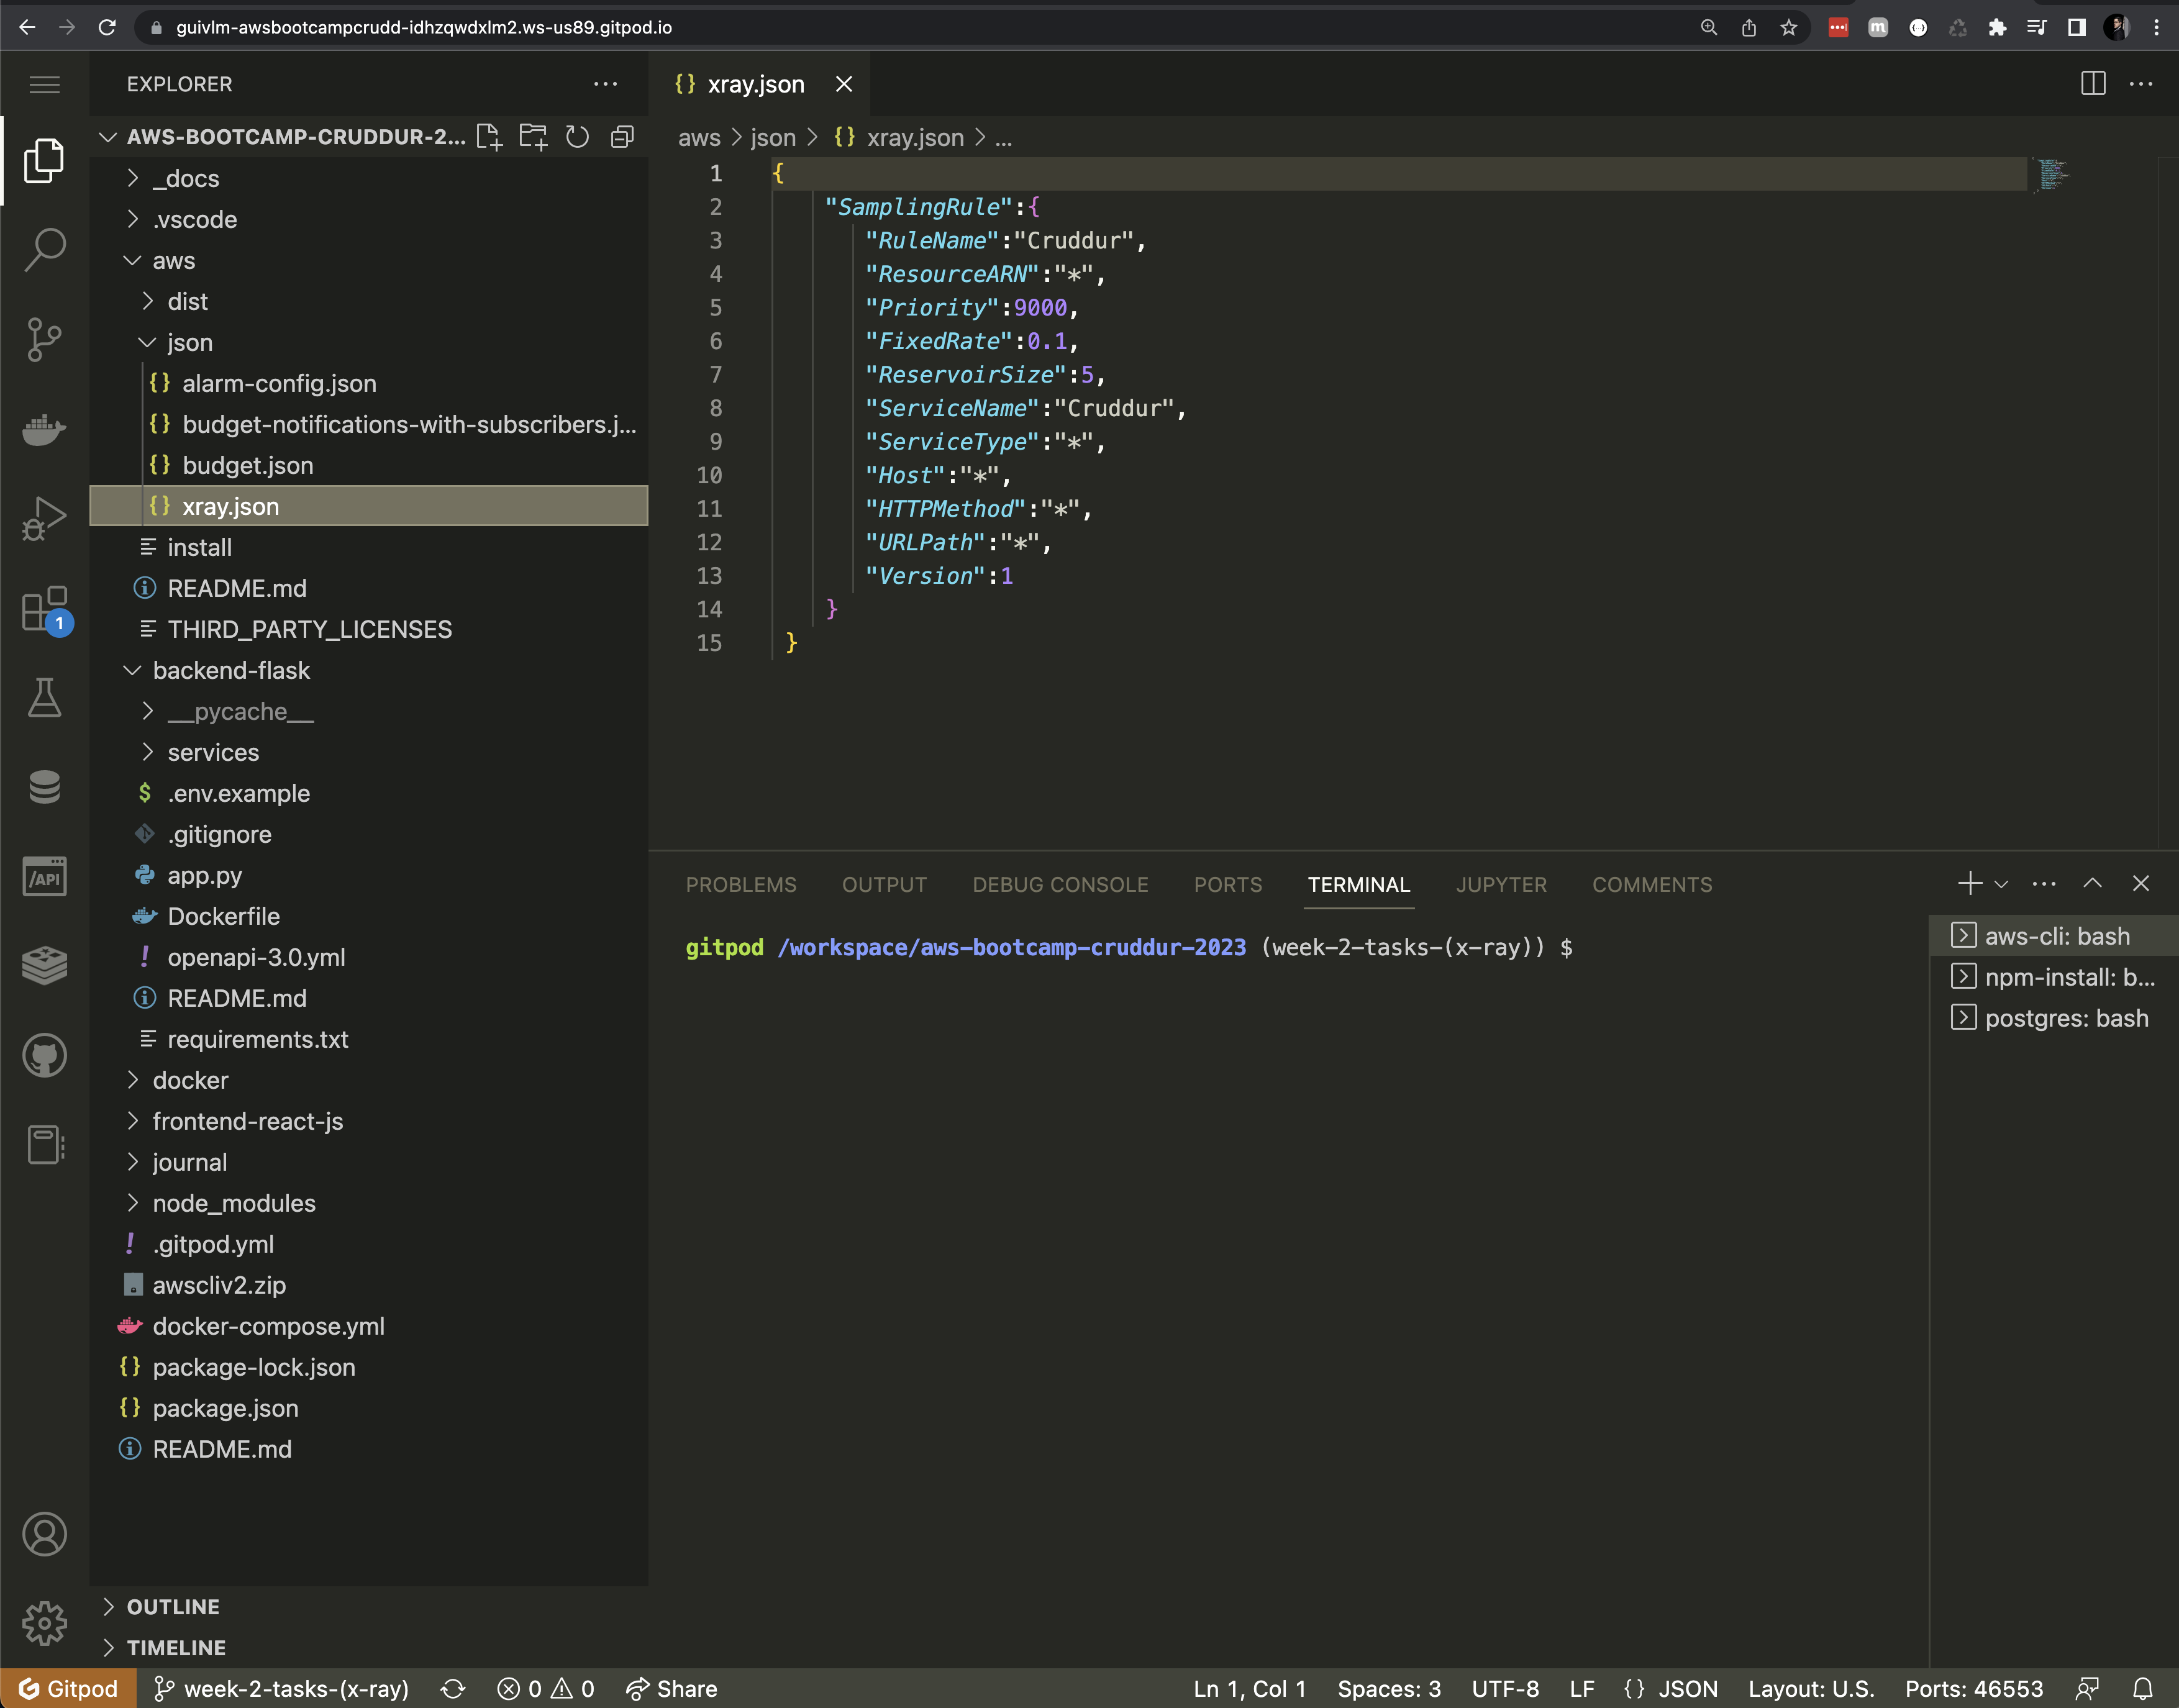 guivlm-awsbootcampcrudd-idhzqwdxlm2.ws-us89.gitpod.io
EXPLORER
AWS-BOOTCAMP-CRUDDUR-2...
_docs
.vscode
aws
dist
json
alarm-config.json
budget-notifications-with-subscribers.j...
budget.json
xray.json
install
README.md
THIRD_PARTY_LICENSES
backend-flask
__pycache__
services
.env.example
.gitignore
app.py
Dockerfile
openapi-3.0.yml
README.md
requirements.txt
docker
frontend-react-js
journal
node_modules
.gitpod.yml
awscliv2.zip
docker-compose.yml
package-lock.json
package.json
README.md
OUTLINE
TIMELINE
1
/API
{} xray.json
aws > json > {} xray.json > ...
1 {
2 "SamplingRule":{
3 "RuleName":"Cruddur",
4 "ResourceARN":"*",
5 "Priority":9000,
6 "FixedRate":0.1,
7 "ReservoirSize":5,
8 "ServiceName":"Cruddur",
9 "ServiceType":"*",
10 "Host":"*",
11 "HTTPMethod":"*",
12 "URLPath":"*",
13 "Version":1
14 }
15 }
PROBLEMS OUTPUT DEBUG CONSOLE PORTS TERMINAL JUPYTER COMMENTS
gitpod /workspace/aws-bootcamp-cruddur-2023 (week-2-tasks-(x-ray)) $
aws-cli: bash
npm-install: b...
postgres: bash
Gitpod week-2-tasks-(x-ray) 0 0 Share Ln 1, Col 1 Spaces: 3 UTF-8 LF {} JSON Layout: U.S. Ports: 46553